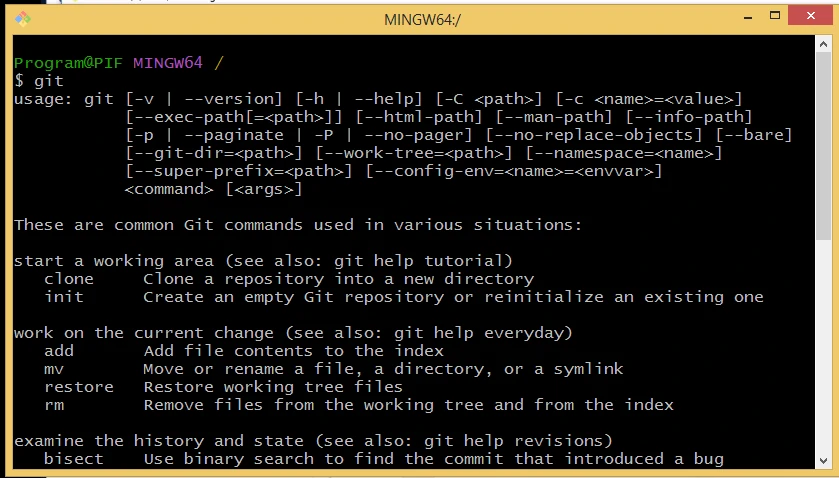 MINGW64:/
Program@PIF MINGW64 /
$ git
usage: git [-v | --version] [-h | --help] [-C <path>] [-c <name>=<value>]
           [--exec-path[=<path>]] [--html-path] [--man-path] [--info-path]
           [-p | --paginate | -P | --no-pager] [--no-replace-objects] [--bare]
           [--git-dir=<path>] [--work-tree=<path>] [--namespace=<name>]
           [--super-prefix=<path>] [--config-env=<name>=<envvar>]
           <command> [<args>]
These are common Git commands used in various situations:
start a working area (see also: git help tutorial)
   clone     Clone a repository into a new directory
   init      Create an empty Git repository or reinitialize an existing one
work on the current change (see also: git help everyday)
   add       Add file contents to the index
   mv        Move or rename a file, a directory, or a symlink
   restore   Restore working tree files
   rm        Remove files from the working tree and from the index
examine the history and state (see also: git help revisions)
   bisect    Use binary search to find the commit that introduced a bug